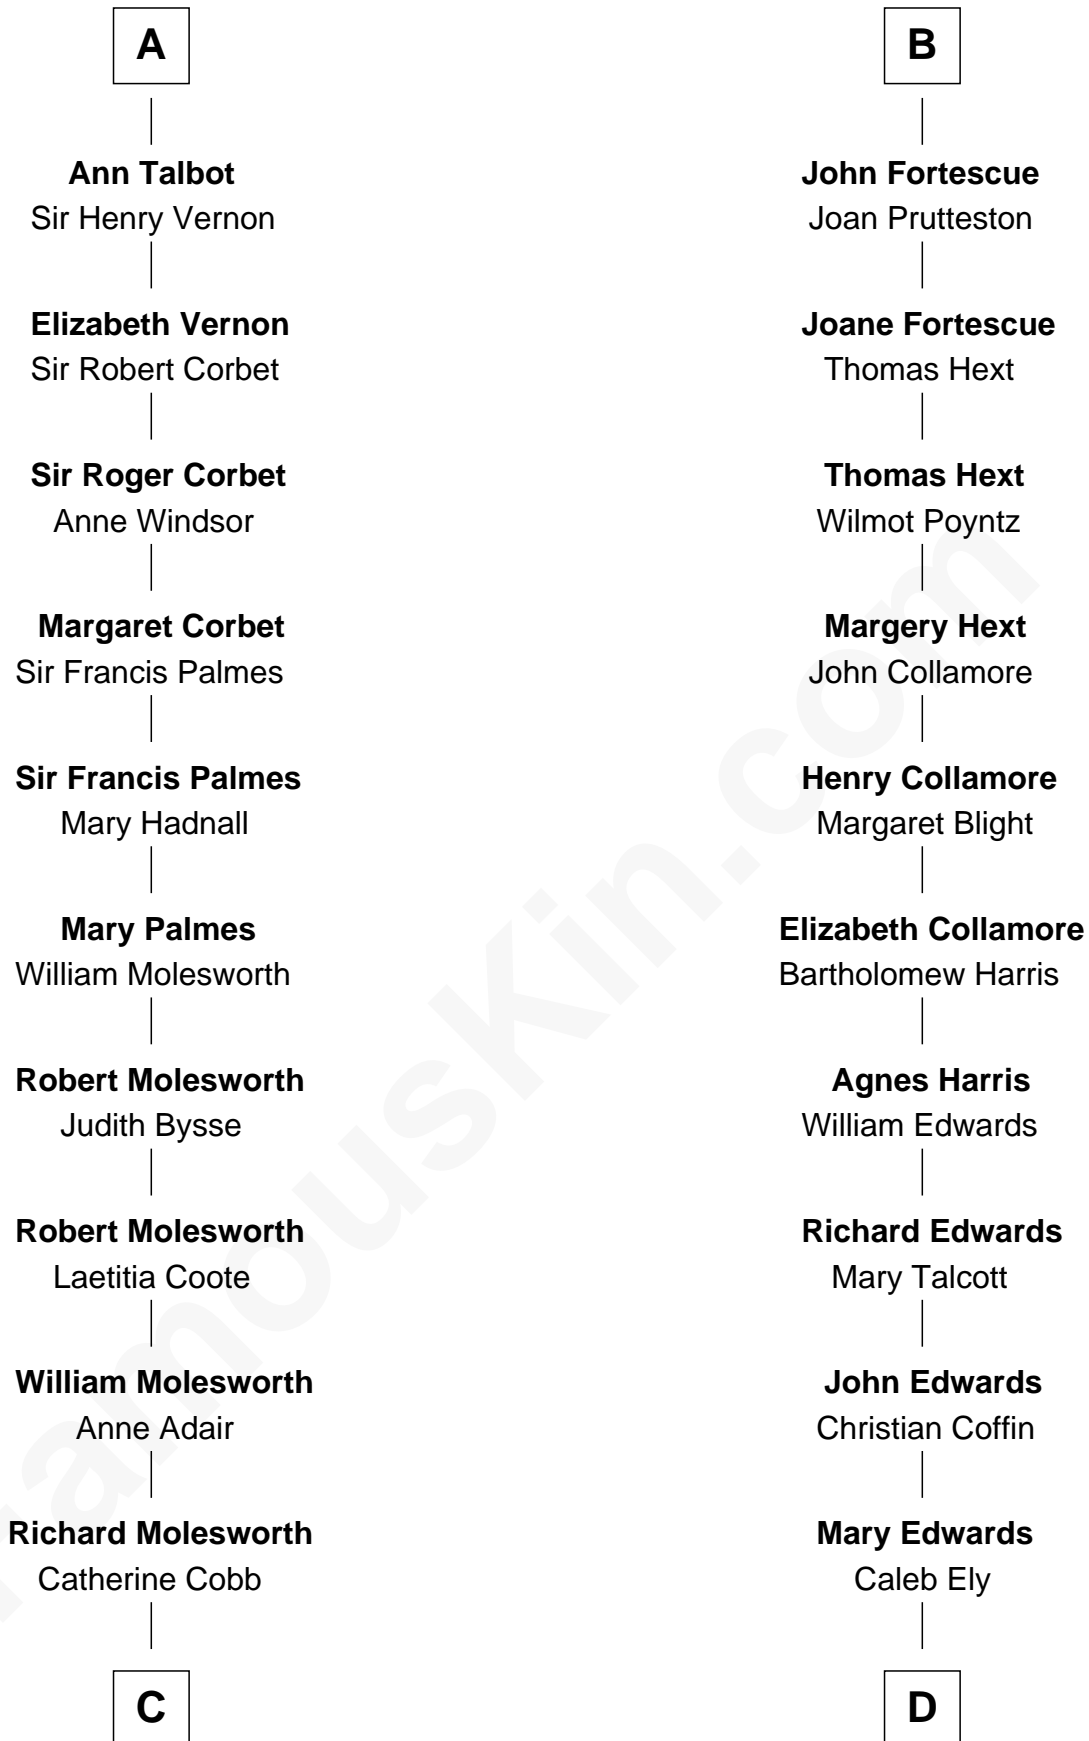 A
Ann Talbot
Sir Henry Vernon
Elizabeth Vernon
Sir Robert Corbet
Sir Roger Corbet
Anne Windsor
Margaret Corbet
Sir Francis Palmes
Sir Francis Palmes
Mary Hadnall
Mary Palmes
William Molesworth
Robert Molesworth
Judith Bysse
Robert Molesworth
Laetitia Coote
William Molesworth
Anne Adair
Richard Molesworth
Catherine Cobb
C
B
John Fortescue
Joan Prutteston
Joane Fortescue
Thomas Hext
Thomas Hext
Wilmot Poyntz
Margery Hext
John Collamore
Henry Collamore
Margaret Blight
Elizabeth Collamore
Bartholomew Harris
Agnes Harris
William Edwards
Richard Edwards
Mary Talcott
John Edwards
Christian Coffin
Mary Edwards
Caleb Ely
D
FamousKin.com